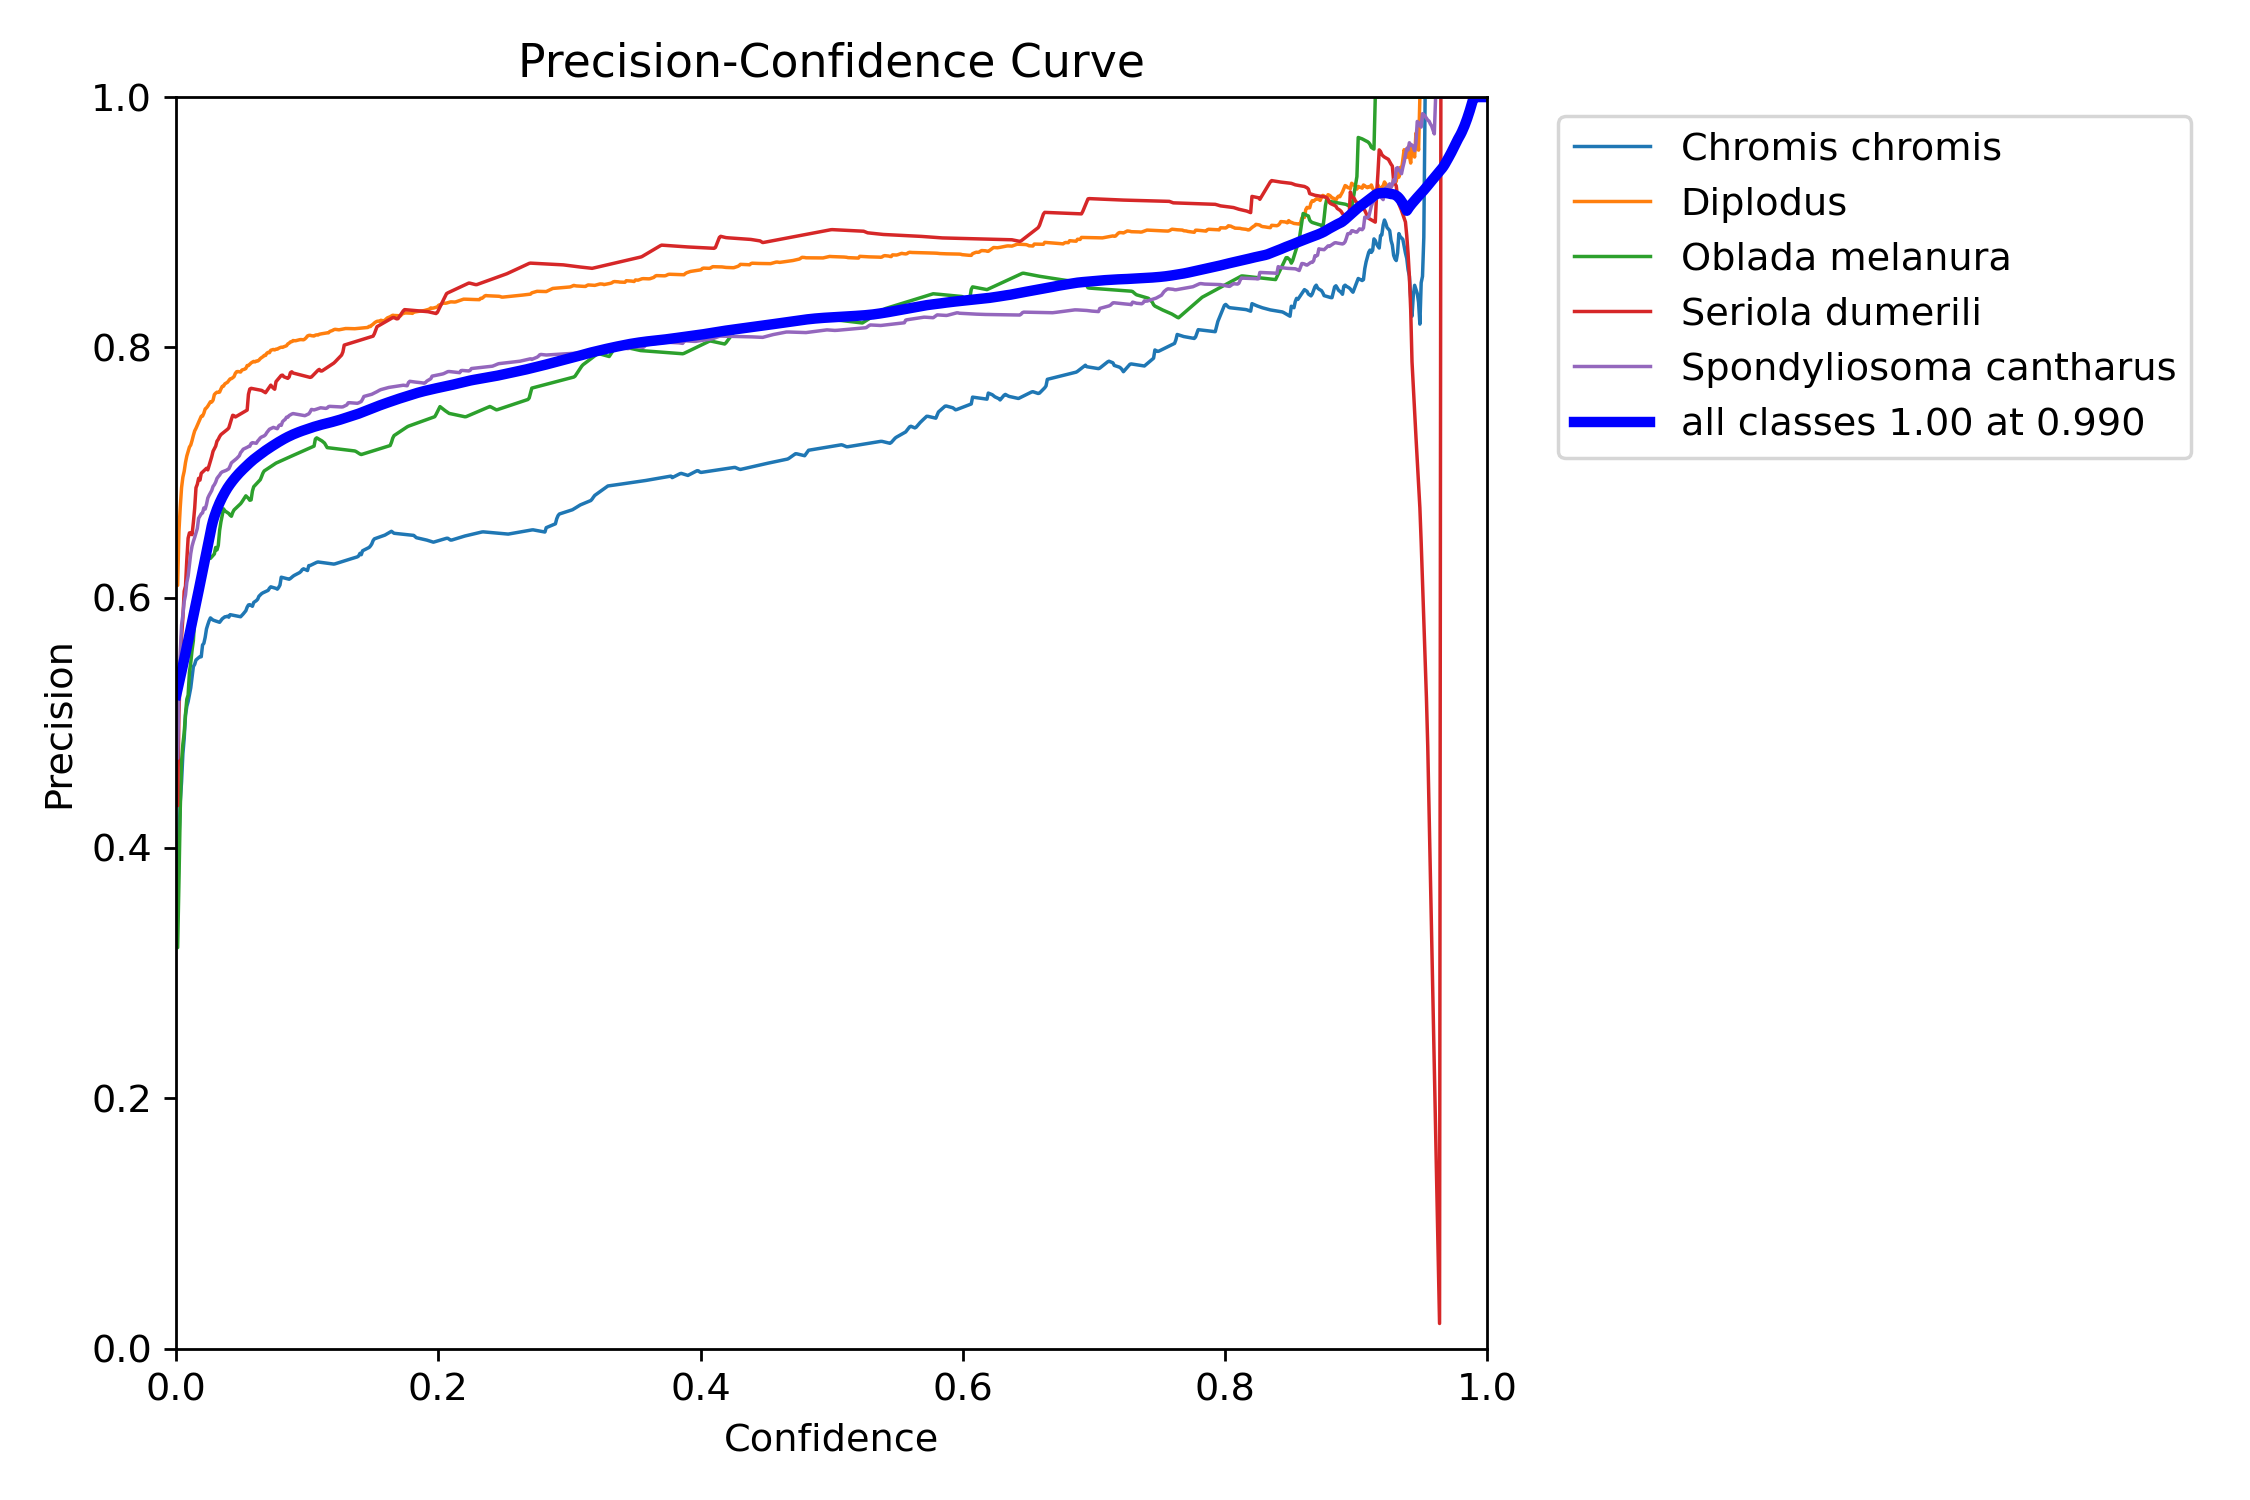 Precision-Confidence Curve
1.0
0.8
0.6
0.4
0.2
0.0
Precision
0.0 0.2 0.4 0.6 0.8 1.0
Confidence
Chromis chromis
Diplodus
Oblada melanura
Seriola dumerili
Spondyliosoma cantharus
all classes 1.00 at 0.990